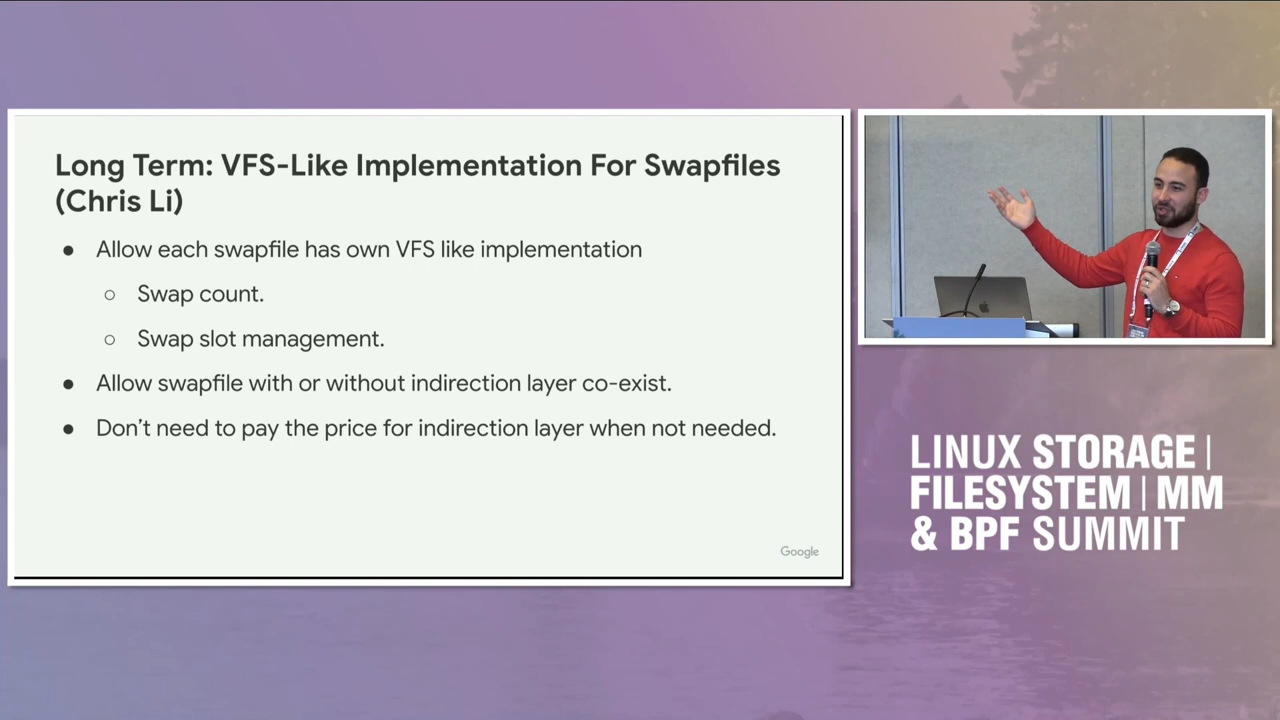 Long Term: VFS-Like Implementation For Swapfiles
(Chris Li)
● Allow each swapfile has own VFS like implementation
○ Swap count.
○ Swap slot management.
● Allow swapfile with or without indirection layer co-exist.
● Don’t need to pay the price for indirection layer when not needed.
Google
LINUX STORAGE |
FILESYSTEM | MM
& BPF SUMMIT